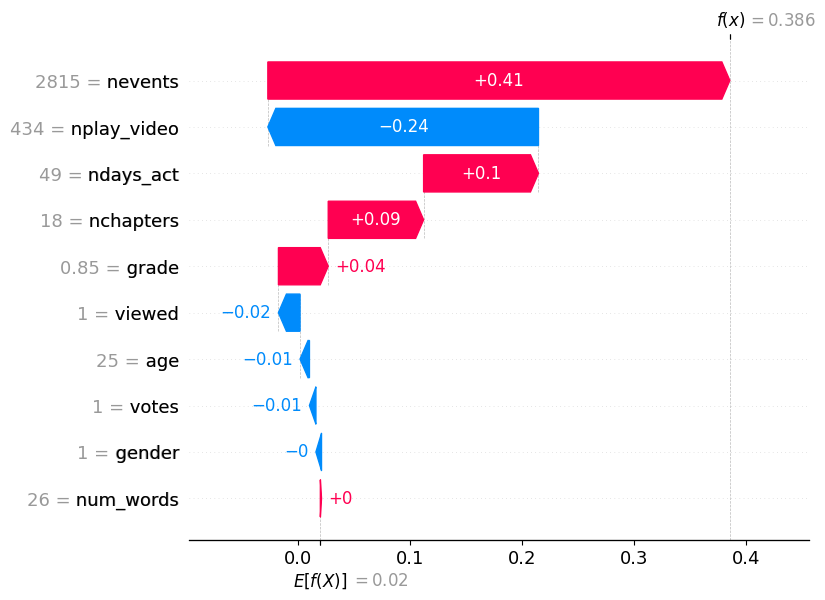 f(x) = 0.386
2815 = nevents
+0.41
434 = nplay_video
−0.24
49 = ndays_act
+0.1
18 = nchapters
+0.09
0.85 = grade
+0.04
1 = viewed
−0.02
25 = age
−0.01
1 = votes
−0.01
1 = gender
−0
26 = num_words
+0
0.0 0.1 0.2 0.3 0.4
E[f(X)] = 0.02